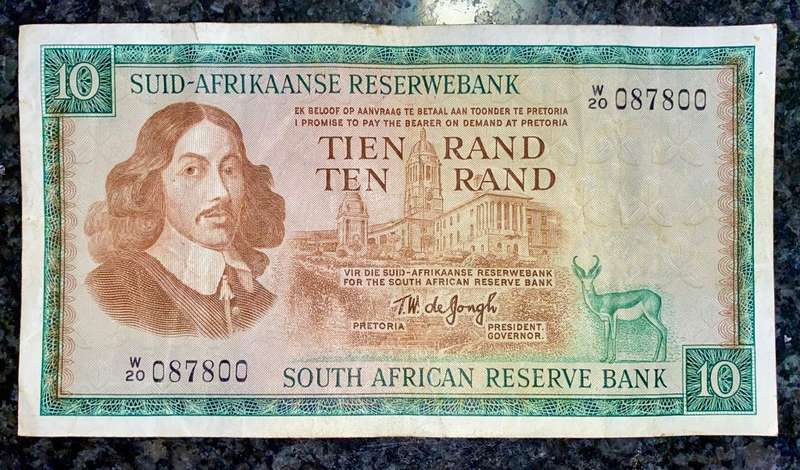 10
SUID-AFRIKAANSE RESERWEBANK
W/20 087800
EK BELOOF OP AANVRAAG TE BETAAL AAN TOONDER TE PRETORIA
I PROMISE TO PAY THE BEARER ON DEMAND AT PRETORIA
TIEN RAND
TEN RAND
VIR DIE SUID-AFRIKAANSE RESERWEBANK
FOR THE SOUTH AFRICAN RESERVE BANK
T.W. de Jongh
PRETORIA
PRESIDENT.
GOVERNOR.
W/20 087800
SOUTH AFRICAN RESERVE BANK
10